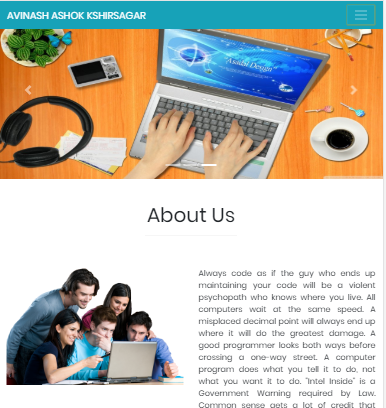 AVINASH ASHOK KSHIRSAGAR
About Us
Always code as if the guy who ends up
maintaining your code will be a violent
psychopath who knows where you live. All
computers wait at the same speed. A
misplaced decimal point will always end up
where it will do the greatest damage. A
good programmer looks both ways before
crossing a one-way street. A computer
program does what you tell it to do, not
what you want it to do. "Intel Inside" is a
Government Warning required by Law.
Common sense gets a lot of credit that